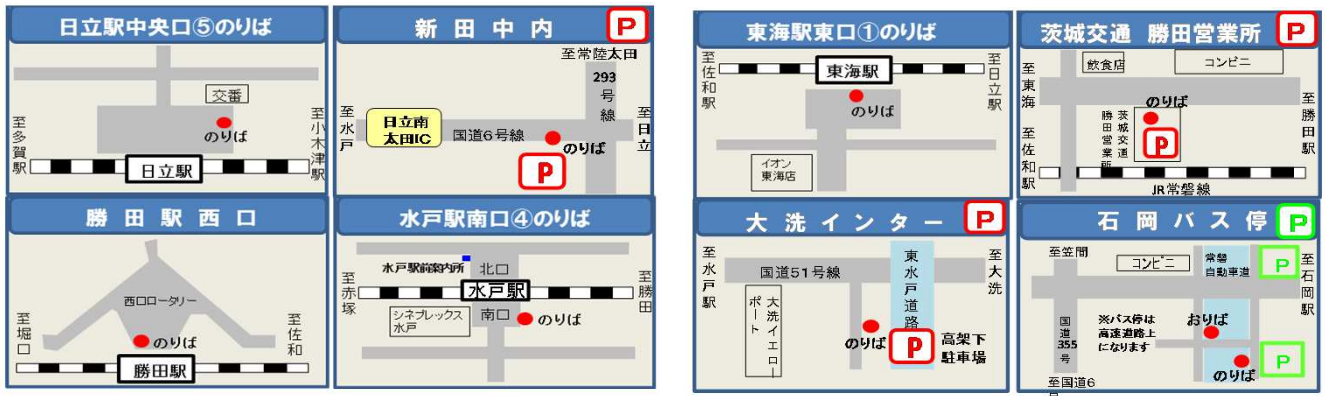 日立駅中央口⑤のりば
交番
のりば
至多賀駅
至小木津駅
日立駅
新田中内
P
至常陸太田
293号線
至水戸
日立南
太田IC
国道6号線
至日立
のりば
P
勝田駅西口
西口ロータリー
至堀口
のりば
至佐和
勝田駅
水戸駅南口④のりば
水戸駅前案内所
北口
至赤塚
水戸駅
至勝田
シネプレックス
水戸
南口
のりば
東海駅東口①のりば
至佐和駅
東海駅
至日立駅
のりば
イオン
東海店
茨城交通 勝田営業所
P
至東海
飲食店
コンビニ
のりば
至勝田駅
茨城交通
勝田営業所
P
至佐和駅
JR常磐線
大洗インター
P
至水戸駅
国道51号線
東水戸道路
至大洗
大洗イエロー
ポート
のりば
P
高架下
駐車場
石岡バス停
P
至笠間
コンビニ
常磐
自動車道
P
至石岡駅
国道355号
※バス停は
高速道路上
になります
おりば
のりば
P
至国道6